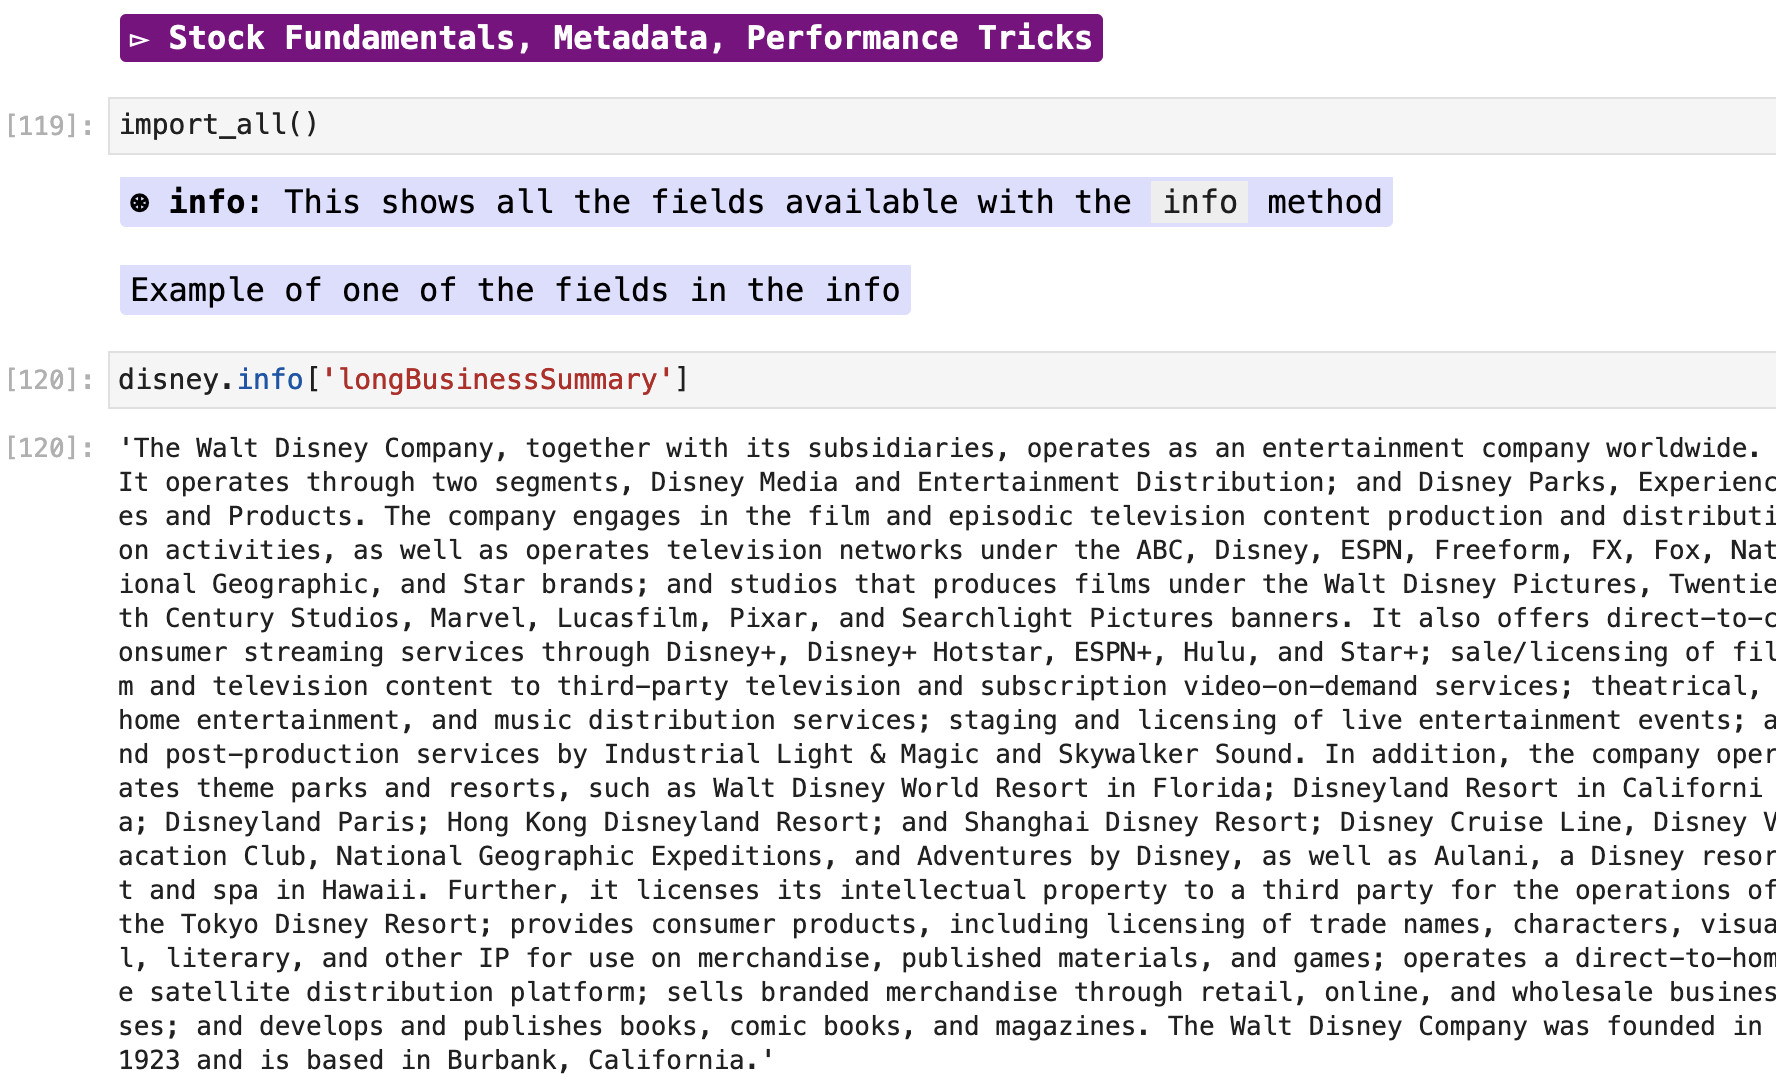 ▻ Stock Fundamentals, Metadata, Performance Tricks
[119]: import_all()
⊛ info: This shows all the fields available with the info method
Example of one of the fields in the info
[120]: disney.info['longBusinessSummary']
[120]: 'The Walt Disney Company, together with its subsidiaries, operates as an entertainment company worldwide.
It operates through two segments, Disney Media and Entertainment Distribution; and Disney Parks, Experienc
es and Products. The company engages in the film and episodic television content production and distributi
on activities, as well as operates television networks under the ABC, Disney, ESPN, Freeform, FX, Fox, Nat
ional Geographic, and Star brands; and studios that produces films under the Walt Disney Pictures, Twentie
th Century Studios, Marvel, Lucasfilm, Pixar, and Searchlight Pictures banners. It also offers direct-to-c
onsumer streaming services through Disney+, Disney+ Hotstar, ESPN+, Hulu, and Star+; sale/licensing of fil
m and television content to third-party television and subscription video-on-demand services; theatrical,
home entertainment, and music distribution services; staging and licensing of live entertainment events; a
nd post-production services by Industrial Light & Magic and Skywalker Sound. In addition, the company oper
ates theme parks and resorts, such as Walt Disney World Resort in Florida; Disneyland Resort in Californi
a; Disneyland Paris; Hong Kong Disneyland Resort; and Shanghai Disney Resort; Disney Cruise Line, Disney V
acation Club, National Geographic Expeditions, and Adventures by Disney, as well as Aulani, a Disney resor
t and spa in Hawaii. Further, it licenses its intellectual property to a third party for the operations of
the Tokyo Disney Resort; provides consumer products, including licensing of trade names, characters, visua
l, literary, and other IP for use on merchandise, published materials, and games; operates a direct-to-hom
e satellite distribution platform; sells branded merchandise through retail, online, and wholesale busines
ses; and develops and publishes books, comic books, and magazines. The Walt Disney Company was founded in
1923 and is based in Burbank, California.'